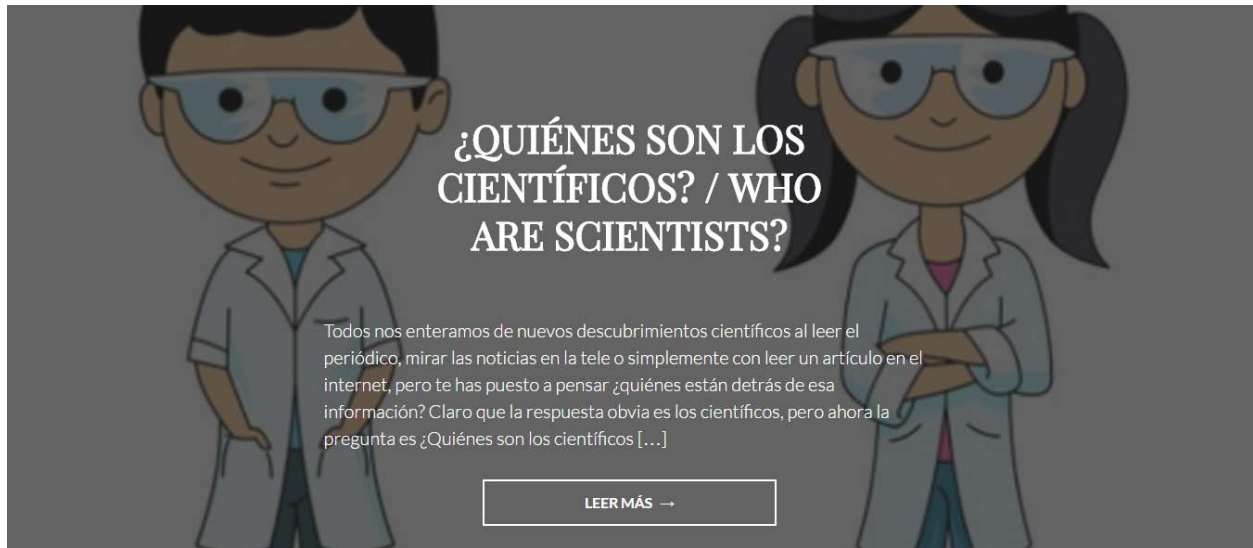 ¿QUIÉNES SON LOS
CIENTÍFICOS? / WHO
ARE SCIENTISTS?
Todos nos enteramos de nuevos descubrimientos científicos al leer el
periódico, mirar las noticias en la tele o simplemente con leer un artículo en el
internet, pero te has puesto a pensar ¿quiénes están detrás de esa
información? Claro que la respuesta obvia es los científicos, pero ahora la
pregunta es ¿Quiénes son los científicos […]
LEER MÁS →